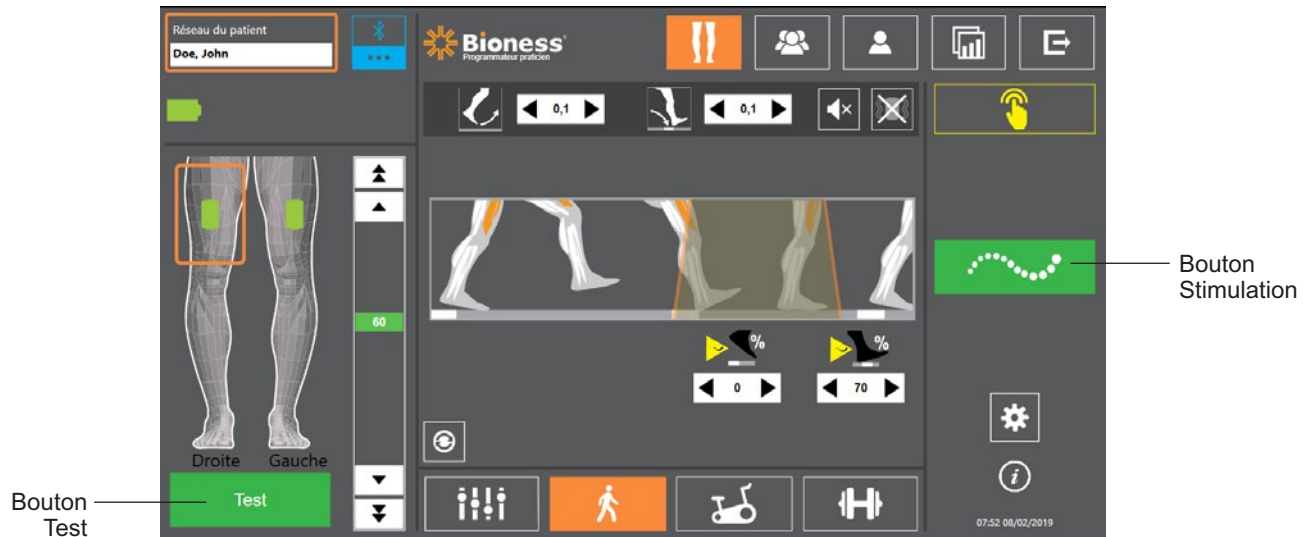 Réseau du patient
Doe, John
Bioness
Programmateur praticien
0,1
0,1
60
%
%
0
70
Droite Gauche
Test
07:52 08/02/2019
Bouton
Stimulation
Bouton
Test